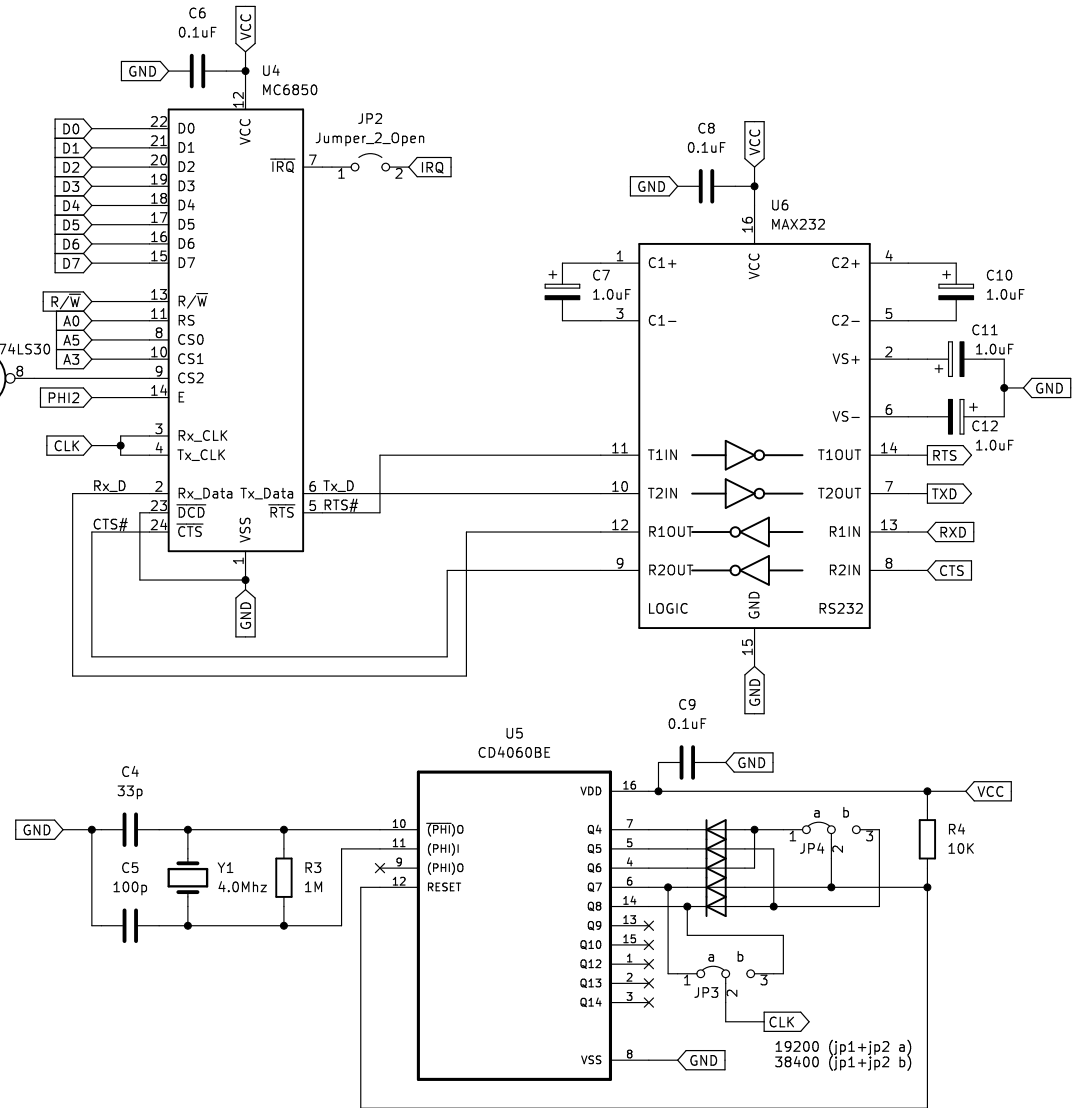 C6
0.1uF
VCC
GND
U4
MC6850
12
VCC
D0 22 D0
D1 21 D1
D2 20 D2
D3 19 D3
D4 18 D4
D5 17 D5
D6 16 D6
D7 15 D7
JP2
Jumper_2_Open
IRQ 7 1 2 IRQ
R/W 13 R/W
A0 11 RS
A5 8 CS0
A3 10 CS1
74LS30
8 9 CS2
PHI2 14 E
CLK 3 Rx_CLK
4 Tx_CLK
Rx_D 2 Rx_Data Tx_Data 6 Tx_D
23 DCD RTS 5 RTS#
CTS# 24 CTS
VSS
1
GND
C8
0.1uF
VCC
GND
U6
MAX232
16
VCC
1 C1+ C2+ 4
+ C7
1.0uF
+ C10
1.0uF
3 C1- C2- 5
C11
1.0uF
VS+ 2 +
GND
VS- 6 +
C12
1.0uF
11 T1IN T1OUT 14 RTS
10 T2IN T2OUT 7 TXD
12 R1OUT R1IN 13 RXD
9 R2OUT R2IN 8 CTS
LOGIC GND RS232
15
GND
C9
0.1uF
GND
U5
CD4060BE
C4
33p
GND
C5
100p
Y1
4.0Mhz
R3
1M
10 (PHI)O
11 (PHI)I
9 (PHI)O
12 RESET
VDD 16
VCC
Q4 7
Q5 5
Q6 4
Q7 6
Q8 14
Q9 13
Q10 15
Q12 1
Q13 2
Q14 3
VSS 8 GND
a b
1 2 3
JP4
R4
10K
a b
1 2 3
JP3
CLK
19200 (jp1+jp2 a)
38400 (jp1+jp2 b)